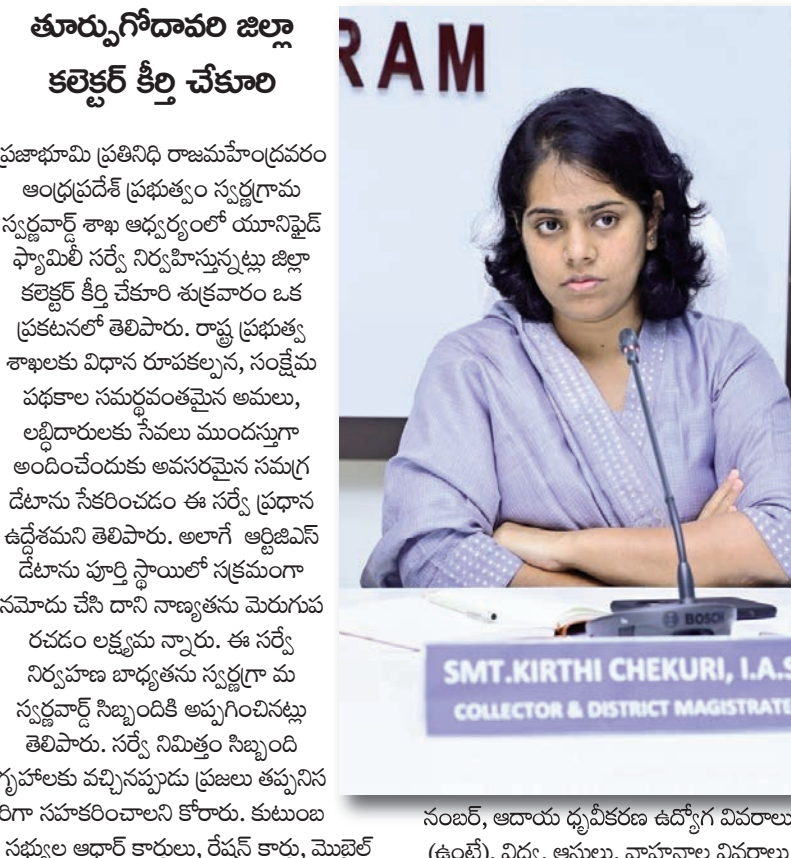 తూర్పుగోదావరి జిల్లా
కలెక్టర్ కీర్తి చేకూరి
ప్రజాభూమి ప్రతినిధి రాజమహేంద్రవరం
ఆంధ్రప్రదేశ్ ప్రభుత్వం స్వర్ణగ్రామ
స్వర్ణవార్డ్ శాఖ ఆధ్వర్యంలో యూనిఫైడ్
ఫ్యామిలీ సర్వే నిర్వహిస్తున్నట్లు జిల్లా
కలెక్టర్ కీర్తి చేకూరి శుక్రవారం ఒక
ప్రకటనలో తెలిపారు. రాష్ట్ర ప్రభుత్వ
శాఖలకు విధాన రూపకల్పన, సంక్షేమ
పథకాల సమర్థవంతమైన అమలు,
లబ్ధిదారులకు సేవలు ముందస్తుగా
అందించేందుకు అవసరమైన సమగ్ర
డేటాను సేకరించడం ఈ సర్వే ప్రధాన
ఉద్దేశమని తెలిపారు. అలాగే ఆర్టిజిఎస్
డేటాను పూర్తి స్థాయిలో సక్రమంగా
నమోదు చేసి దాని నాణ్యతను మెరుగుప
రచడం లక్ష్యమ న్నారు. ఈ సర్వే
నిర్వహణ బాధ్యతను స్వర్ణగ్రా మ
స్వర్ణవార్డ్ సిబ్బందికి అప్పగించినట్లు
తెలిపారు. సర్వే నిమిత్తం సిబ్బంది
గృహాలకు వచ్చినప్పుడు ప్రజలు తప్పనిస
రిగా సహకరించాలని కోరారు. కుటుంబ
సభ్యుల ఆధార్ కార్డులు, రేషన్ కార్డు, మొబైల్
RAM
BOSCH
SMT.KIRTHI CHEKURI, I.A.S
COLLECTOR & DISTRICT MAGISTRATE
నంబర్, ఆదాయ ధృవీకరణ ఉద్యోగ వివరాలు
(ఉంటే), విద్య, ఆస్తులు, వాహనాల వివరాలు